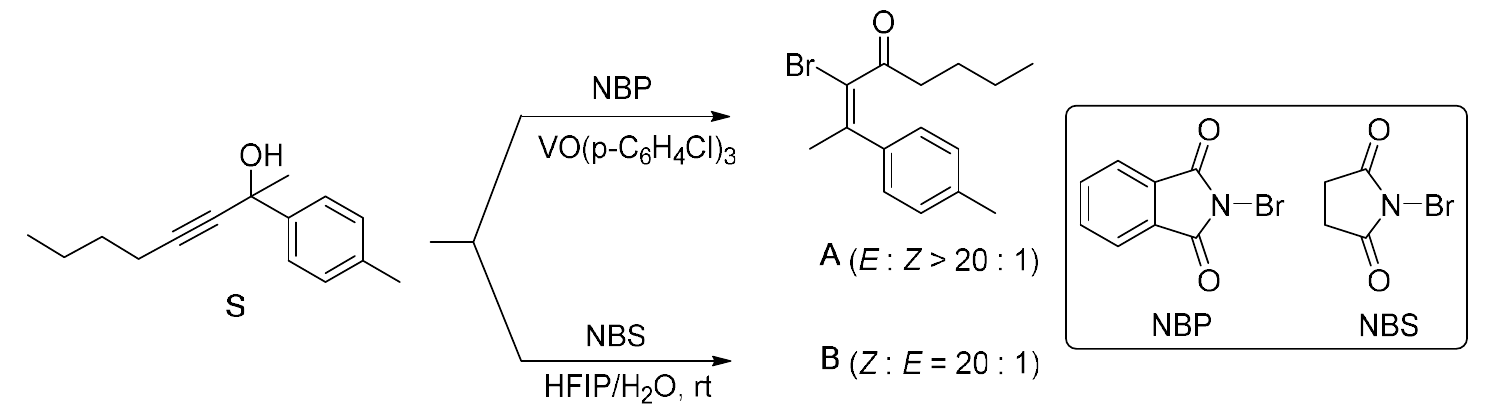 OH
S
NBP
VO(p-C6H4Cl)3
NBS
HFIP/H2O, rt
O
Br
A (E : Z > 20 : 1)
B (Z : E = 20 : 1)
O
N
Br
O
NBP
O
N
Br
O
NBS